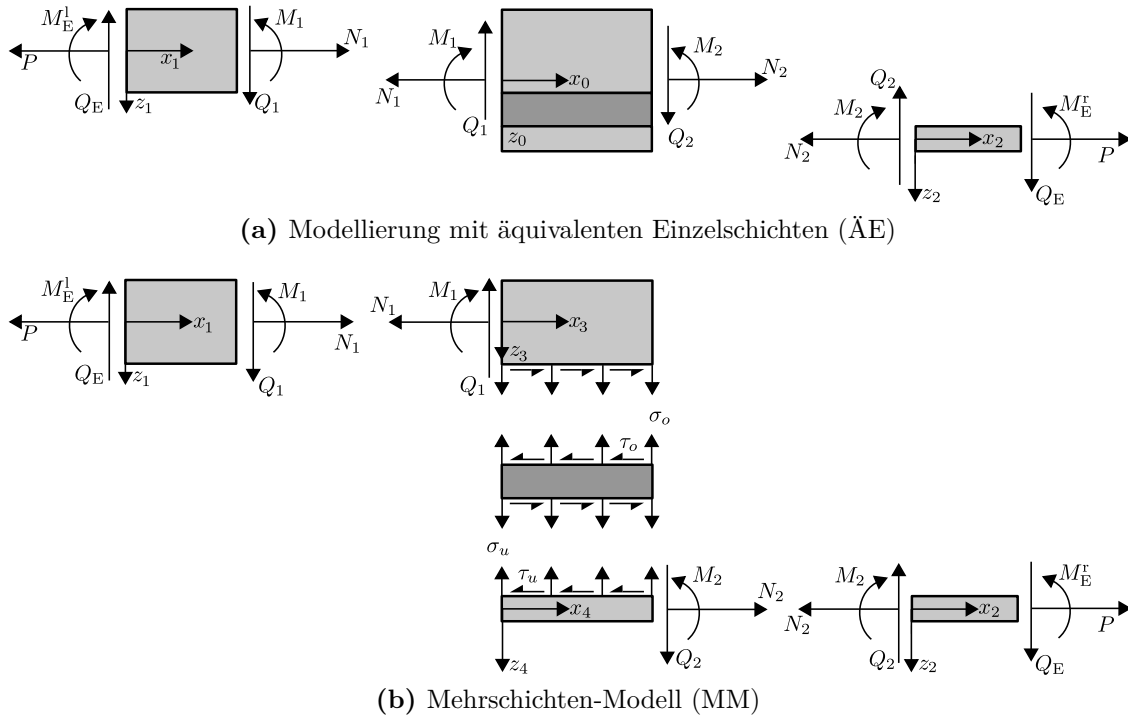 M_E^l M_1 N_1 P x_1 Q_E z_1 Q_1
M_1 M_2 N_1 x_0 N_2 Q_1 z_0 Q_2
Q_2 M_2 M_E^r N_2 x_2 P z_2 Q_E
(a) Modellierung mit äquivalenten Einzelschichten (ÄE)
M_E^l M_1 P x_1 N_1 Q_E z_1 Q_1
N_1 M_1 x_3 z_3 Q_1
σ_o
τ_o
σ_u
τ_u M_2 N_2 x_4 z_4 Q_2
M_2 M_E^r N_2 x_2 P Q_2 z_2 Q_E
(b) Mehrschichten-Modell (MM)